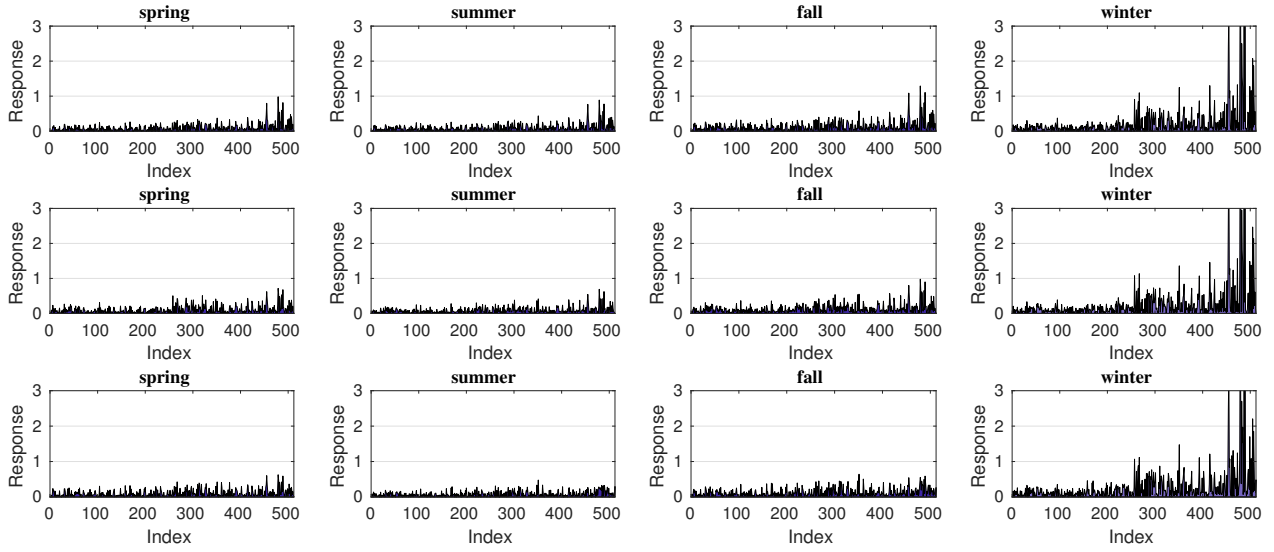 spring summer fall winter
3 3 3 3
Response 2 Response 2 Response 2 Response 2
1 1 1 1
0 0 0 0
0 100 200 300 400 500 0 100 200 300 400 500 0 100 200 300 400 500 0 100 200 300 400 500
Index Index Index Index
spring summer fall winter
3 3 3 3
Response 2 Response 2 Response 2 Response 2
1 1 1 1
0 0 0 0
0 100 200 300 400 500 0 100 200 300 400 500 0 100 200 300 400 500 0 100 200 300 400 500
Index Index Index Index
spring summer fall winter
3 3 3 3
Response 2 Response 2 Response 2 Response 2
1 1 1 1
0 0 0 0
0 100 200 300 400 500 0 100 200 300 400 500 0 100 200 300 400 500 0 100 200 300 400 500
Index Index Index Index